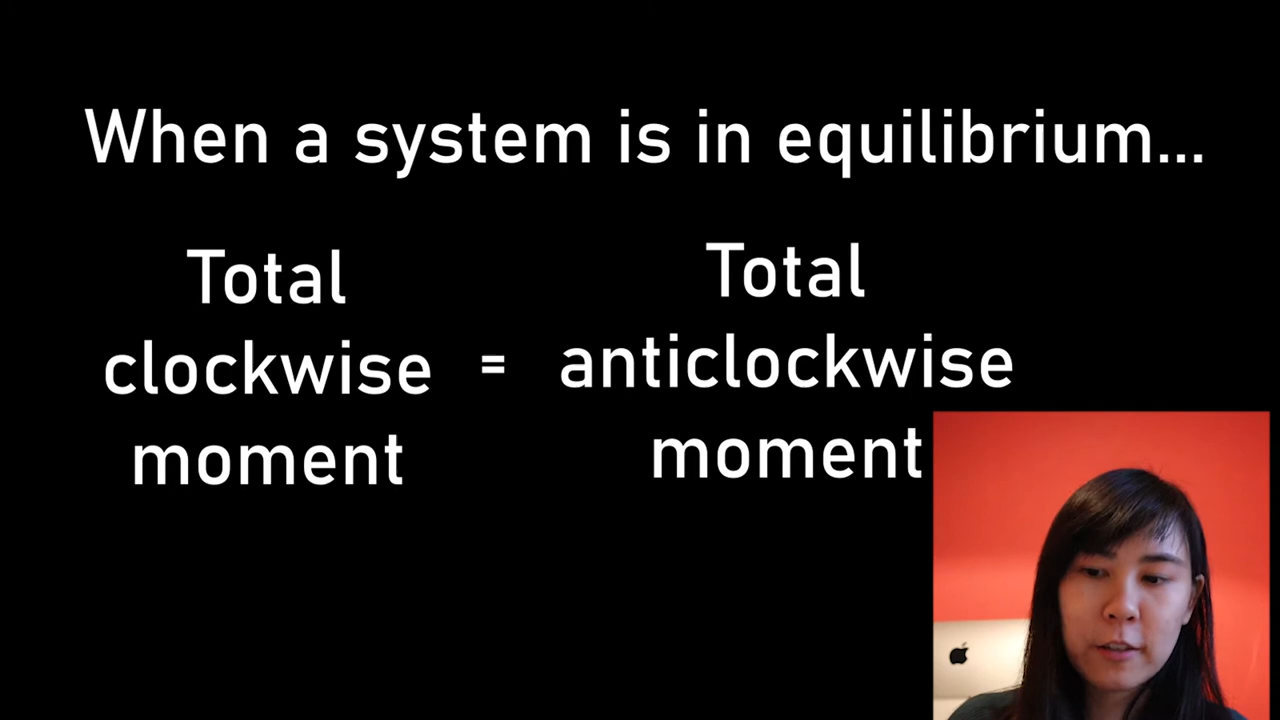 When a system is in equilibrium...
Total
clockwise
moment
=
Total
anticlockwise
moment